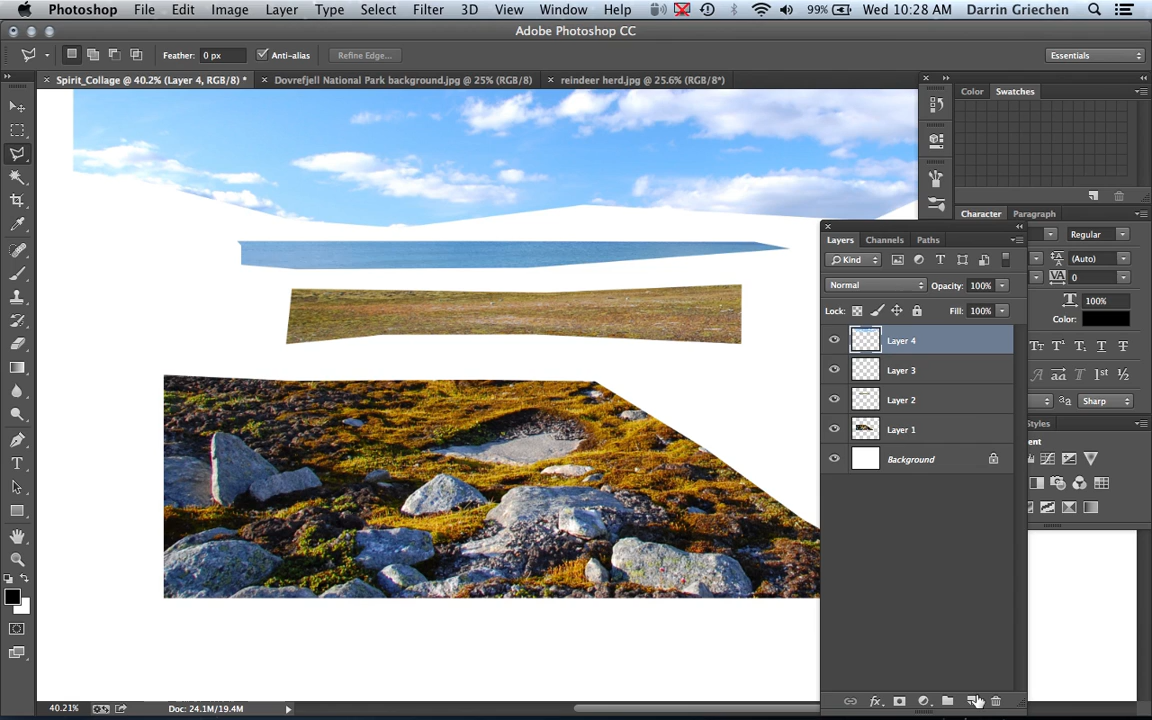 Photoshop File Edit Image Layer Type Select Filter 3D View Window Help 99% Wed 10:28 AM Darrin Griechen
Adobe Photoshop CC
Feather: 0 px Anti-alias Refine Edge... Essentials
Spirit_Collage @ 40.2% (Layer 4, RGB/8) * Dovrefjell National Park background.jpg @ 25% (RGB/8) reindeer herd.jpg @ 25.6% (RGB/8*)
Color Swatches
Character Paragraph
Regular
(Auto)
0
100%
Color:
Sharp
Styles
Layers Channels Paths
Kind
Normal Opacity: 100%
Lock: Fill: 100%
Layer 4
Layer 3
Layer 2
Layer 1
Background
40.21% Doc: 24.1M/19.4M